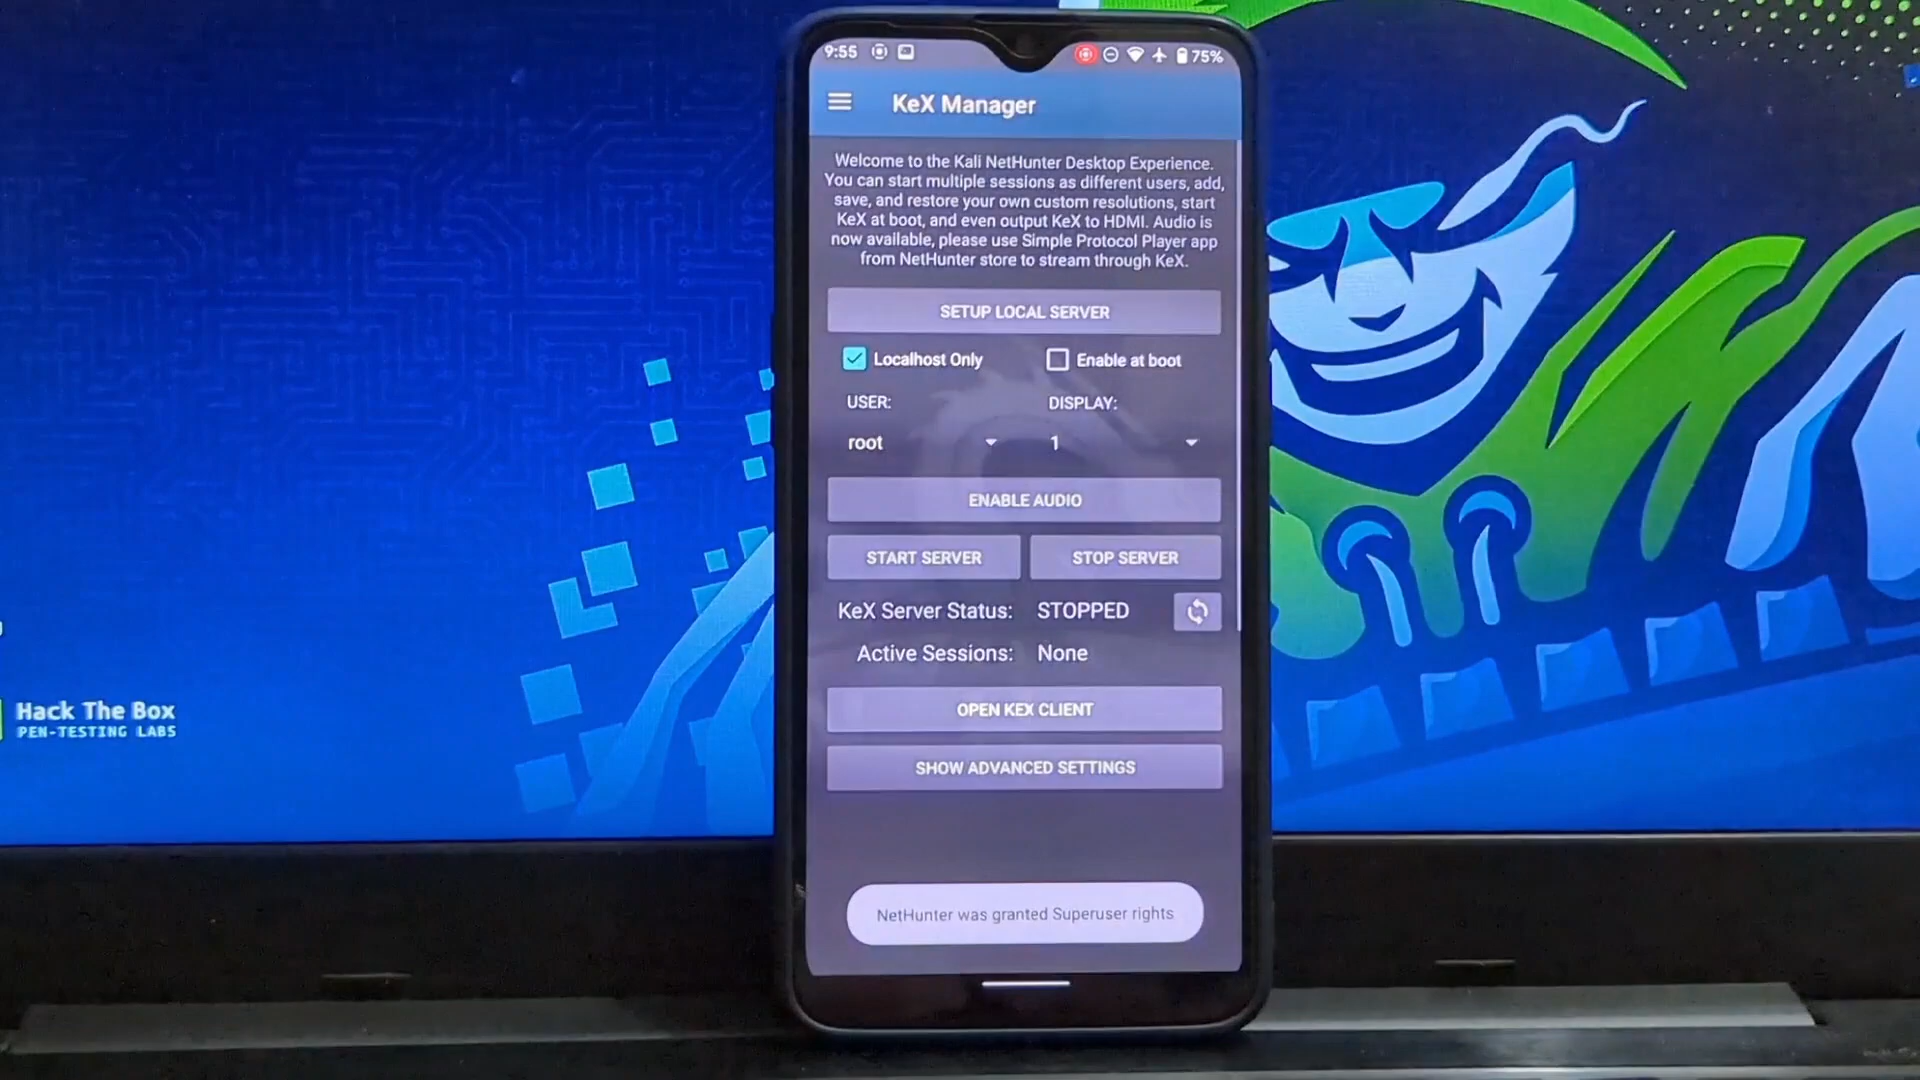 9:55
75%
KeX Manager
Welcome to the Kali NetHunter Desktop Experience.
You can start multiple sessions as different users, add,
save, and restore your own custom resolutions, start
KeX at boot, and even output KeX to HDMI. Audio is
now available, please use Simple Protocol Player app
from NetHunter store to stream through KeX.
SETUP LOCAL SERVER
Localhost Only
Enable at boot
USER:
DISPLAY:
root
1
ENABLE AUDIO
START SERVER
STOP SERVER
KeX Server Status: STOPPED
Active Sessions: None
OPEN KEX CLIENT
SHOW ADVANCED SETTINGS
NetHunter was granted Superuser rights
Hack The Box
PEN-TESTING LABS